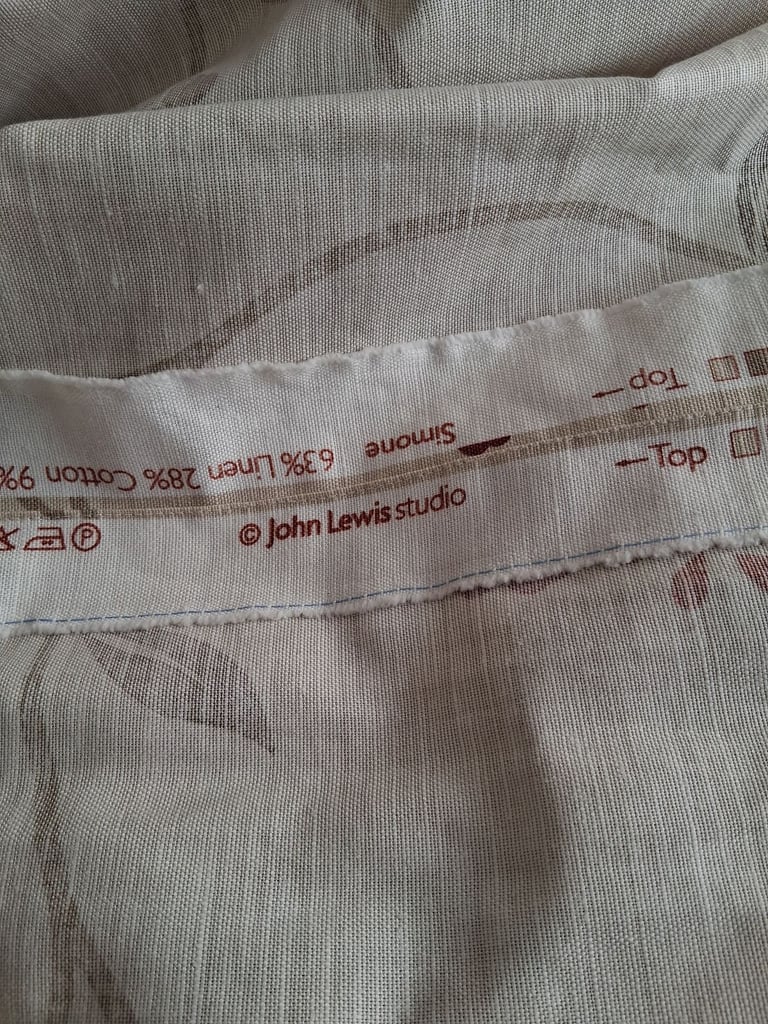 Top
Simone 63% Linen 28% Cotton 9%
Top
© John Lewis studio
P